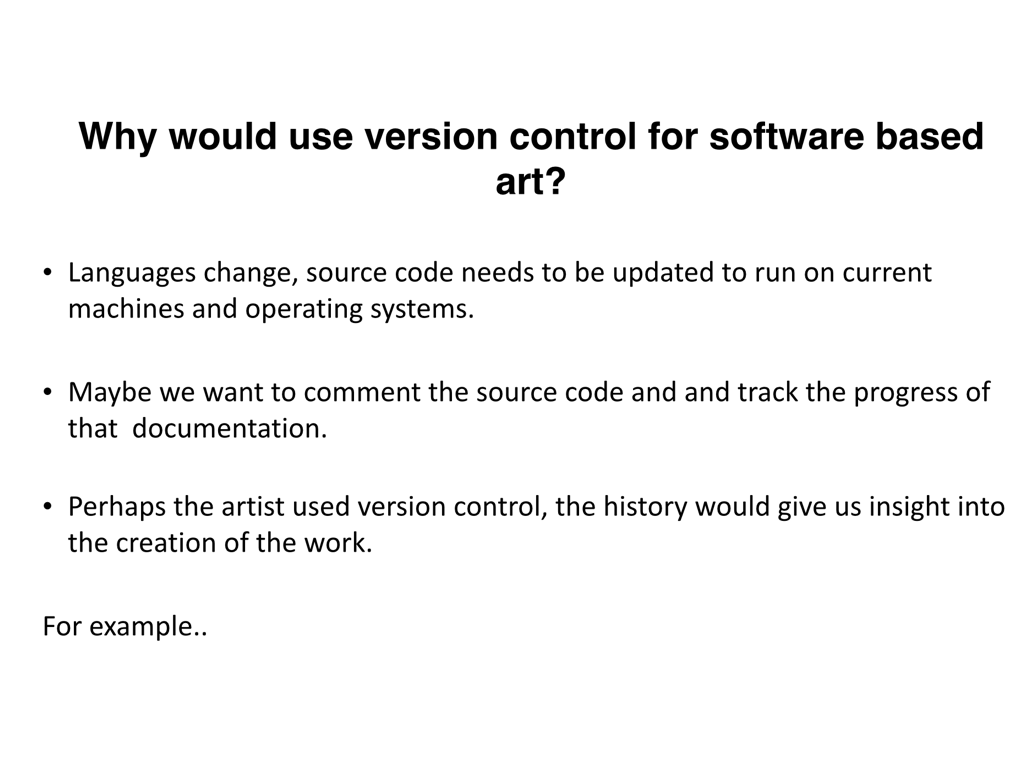 Why would use version control for software based
art?
• Languages change, source code needs to be updated to run on current
machines and operating systems.
• Maybe we want to comment the source code and and track the progress of
that  documentation.
• Perhaps the artist used version control, the history would give us insight into
the creation of the work.
For example..